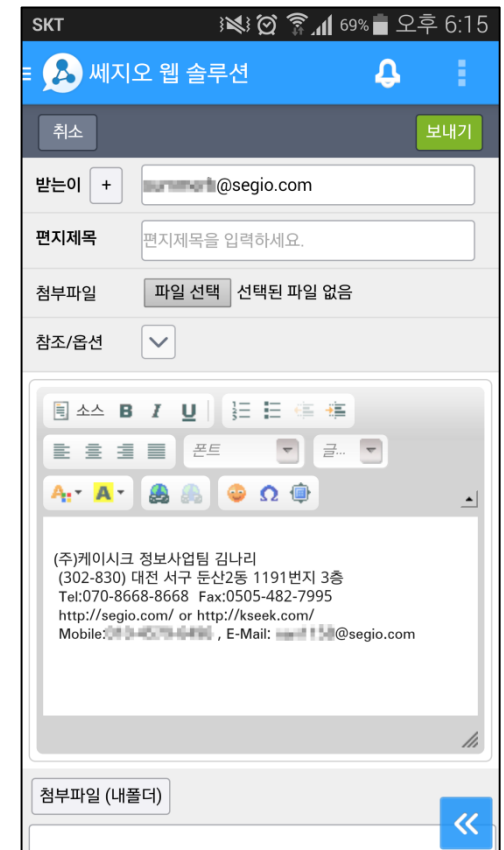 SKT 69% 오후 6:15
쎄지오 웹 솔루션
취소 보내기
받는이 + @segio.com
편지제목 편지제목을 입력하세요.
첨부파일 파일 선택 선택된 파일 없음
참조/옵션
소스 B I U
폰트 글...
A A Ω
(주)케이시크 정보사업팀 김나리
(302-830) 대전 서구 둔산2동 1191번지 3층
Tel:070-8668-8668 Fax:0505-482-7995
http://segio.com/ or http://kseek.com/
Mobile: , E-Mail: @segio.com
첨부파일 (내폴더)